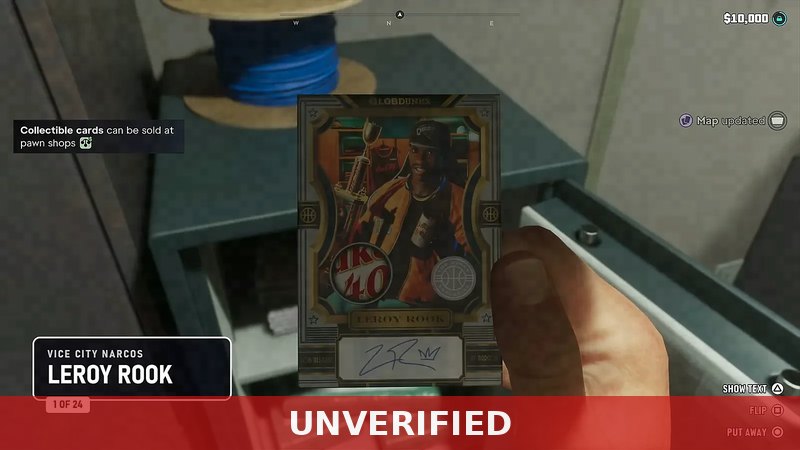 W N E
$10,000
Collectible cards can be sold at
pawn shops
Map updated
LEROY ROOK
VICE CITY NARCOS
LEROY ROOK
1 OF 24
SHOW TEXT
FLIP
PUT AWAY
UNVERIFIED